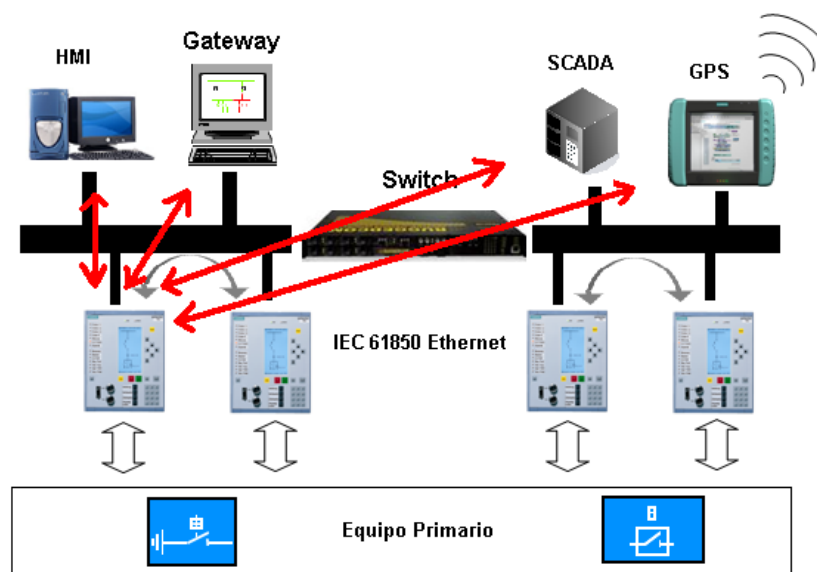 HMI
Gateway
SCADA
GPS
Switch
IEC 61850 Ethernet
Equipo Primario